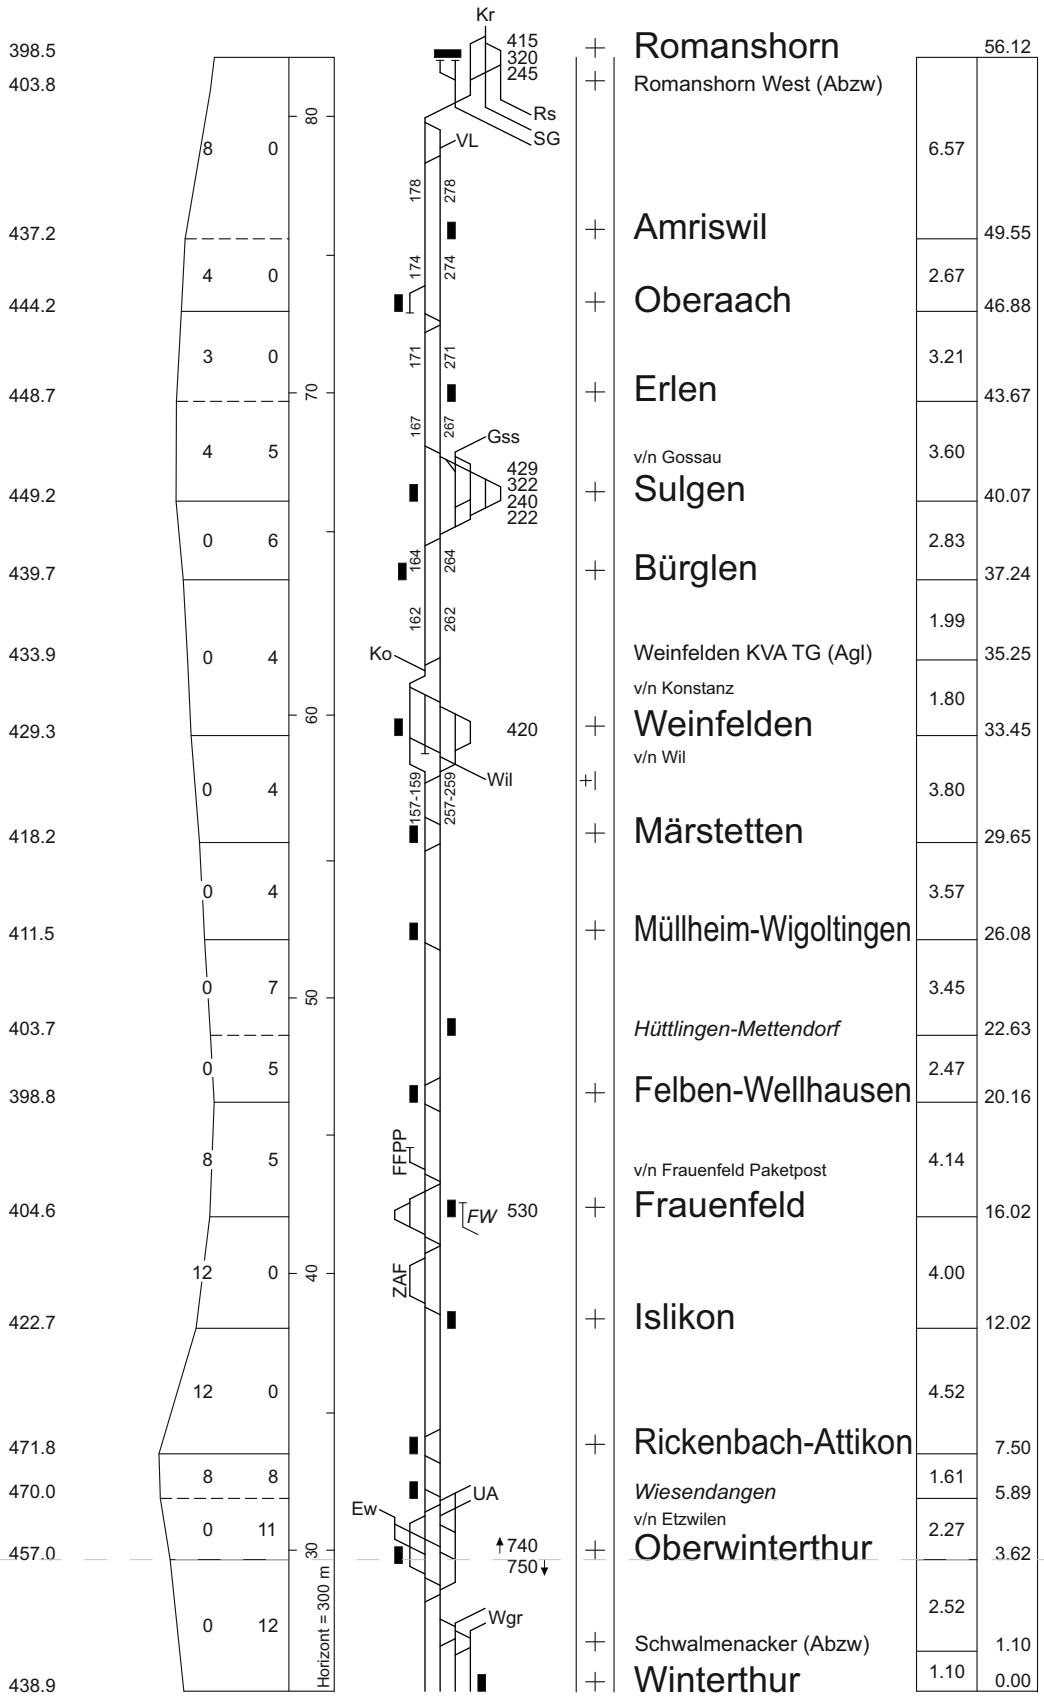 Kr
398.5 415 Romanshorn 56.12
320
403.8 245 Romanshorn West (Abzw)
80
Rs
SG
VL
8 0 6.57
178 278
437.2 Amriswil 49.55
174 274
4 0 2.67
444.2 Oberaach 46.88
3 0 171 271 3.21
448.7 70 Erlen 43.67
167 267
Gss
4 5 v/n Gossau 3.60
429
322
449.2 240 Sulgen 40.07
222
0 6 2.83
164 264
439.7 Bürglen 37.24
162 262 1.99
433.9 0 4 Ko Weinfelden KVA TG (Agl) 35.25
v/n Konstanz 1.80
60
429.3 420 Weinfelden 33.45
v/n Wil
Wil
0 4 157-159 257-259 3.80
418.2 Märstetten 29.65
0 4 3.57
411.5 Müllheim-Wigoltingen 26.08
0 7 50 3.45
403.7 Hüttlingen-Mettendorf 22.63
0 5 2.47
398.8 Felben-Wellhausen 20.16
8 5 FFPP 4.14
v/n Frauenfeld Paketpost
404.6 FW 530 Frauenfeld 16.02
12 0 40 ZAF 4.00
422.7 Islikon 12.02
12 0 4.52
471.8 Rickenbach-Attikon 7.50
8 8 1.61
470.0 UA Wiesendangen 5.89
Ew
0 11 v/n Etzwilen 2.27
457.0 30 740 Oberwinterthur 3.62
750
0 12 Horizont = 300 m 2.52
Wgr
Schwalmenacker (Abzw) 1.10
438.9 Winterthur 1.10 0.00